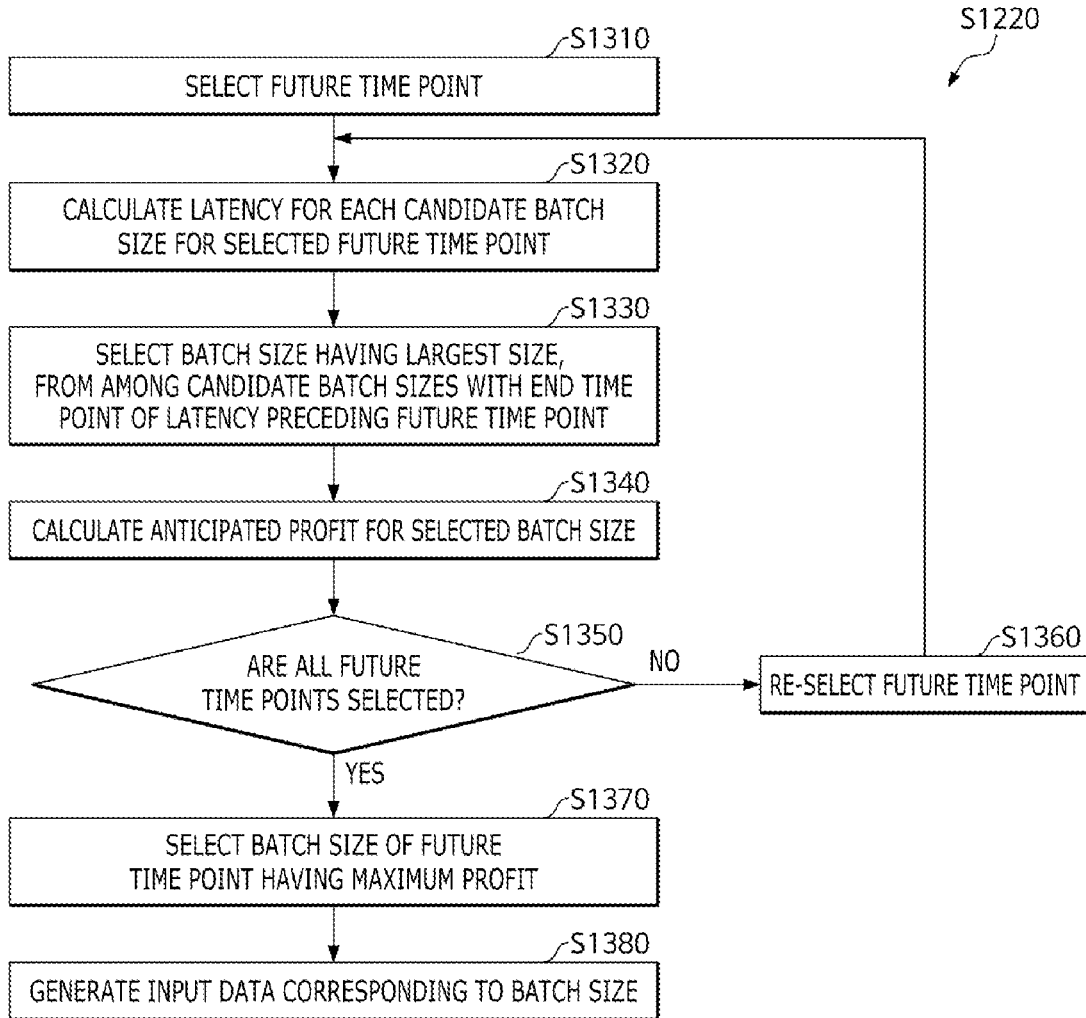 S1220
S1310
SELECT FUTURE TIME POINT
S1320
CALCULATE LATENCY FOR EACH CANDIDATE BATCH
SIZE FOR SELECTED FUTURE TIME POINT
S1330
SELECT BATCH SIZE HAVING LARGEST SIZE,
FROM AMONG CANDIDATE BATCH SIZES WITH END TIME
POINT OF LATENCY PRECEDING FUTURE TIME POINT
S1340
CALCULATE ANTICIPATED PROFIT FOR SELECTED BATCH SIZE
S1350
ARE ALL FUTURE
TIME POINTS SELECTED?
NO
S1360
RE-SELECT FUTURE TIME POINT
YES
S1370
SELECT BATCH SIZE OF FUTURE
TIME POINT HAVING MAXIMUM PROFIT
S1380
GENERATE INPUT DATA CORRESPONDING TO BATCH SIZE